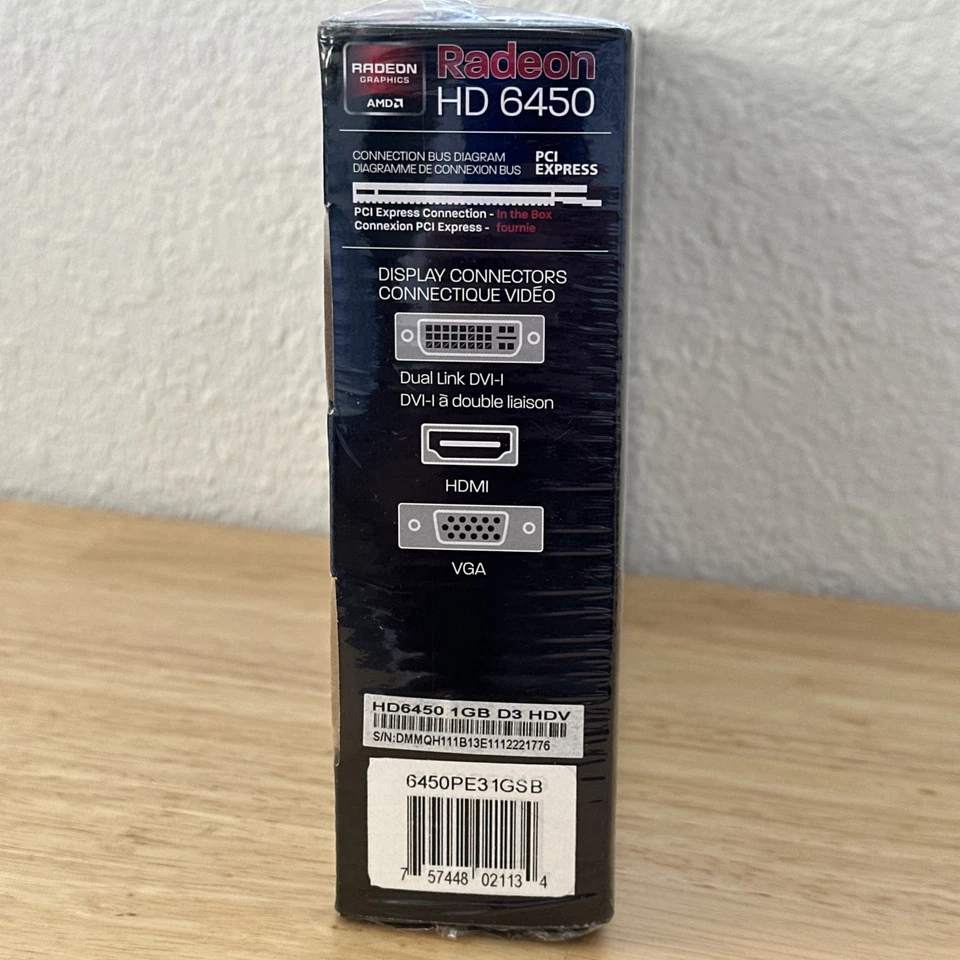 RADEON
GRAPHICS
AMD
Radeon
HD 6450
CONNECTION BUS DIAGRAM
DIAGRAMME DE CONNEXION BUS
PCI
EXPRESS
PCI Express Connection - In the Box
Connexion PCI Express - fournie
DISPLAY CONNECTORS
CONNECTIQUE VIDÉO
Dual Link DVI-I
DVI-I à double liaison
HDMI
VGA
HD6450 1GB D3 HDV
S/N:DMMQH111B13E1112221776
6450PE31GSB
7 57448 02113 4